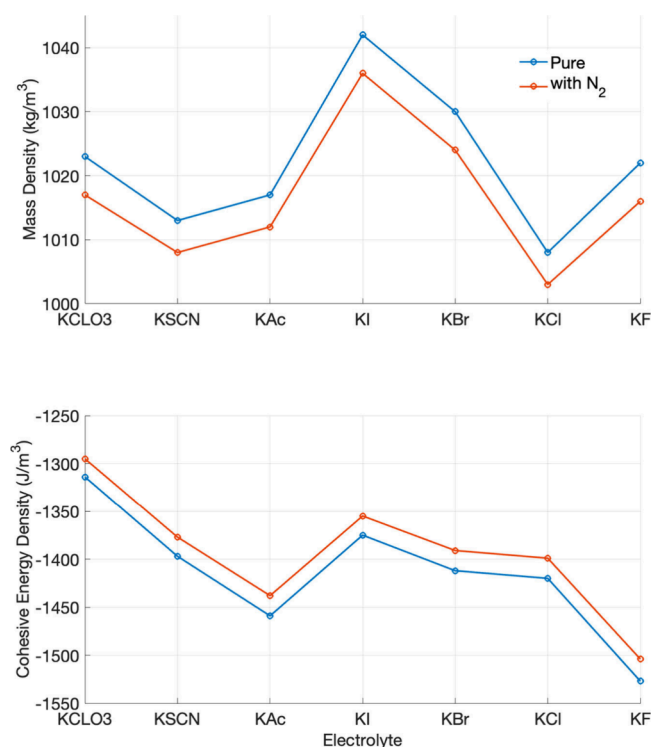 1040
1030
1020
1010
1000
Mass Density (kg/m³)
Pure
with N₂
KCLO3 KSCN KAc KI KBr KCl KF
-1250
-1300
-1350
-1400
-1450
-1500
-1550
Cohesive Energy Density (J/m³)
KCLO3 KSCN KAc KI KBr KCl KF
Electrolyte